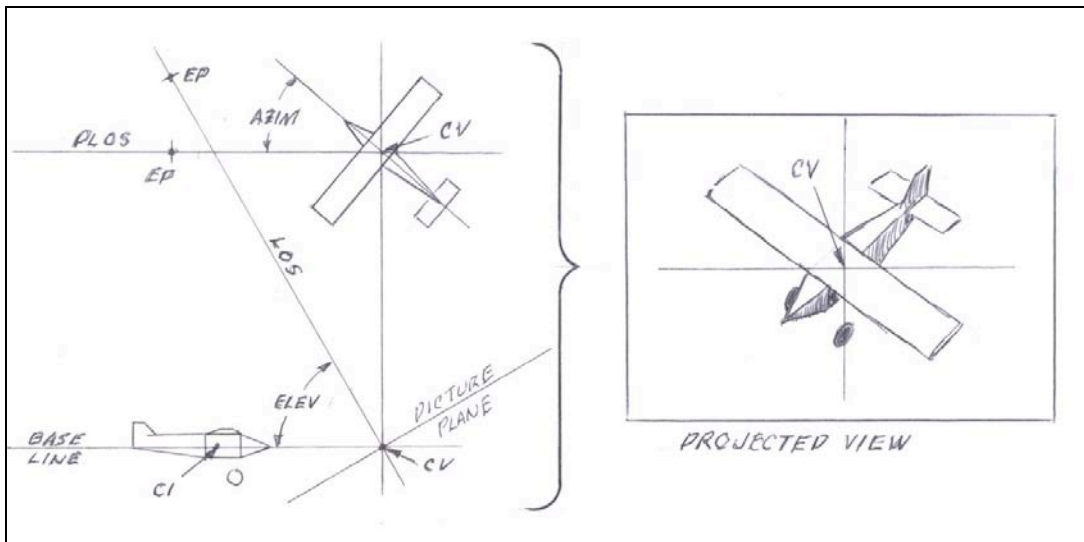 EP
AZIM
PLOS
CV
EP
CV
LOS
ELEV
PICTURE
PLANE
BASE
LINE
CV
CI
PROJECTED VIEW